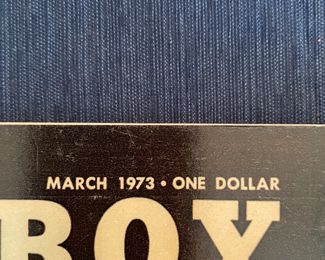 MARCH 1973 • ONE DOLLAR
BOY